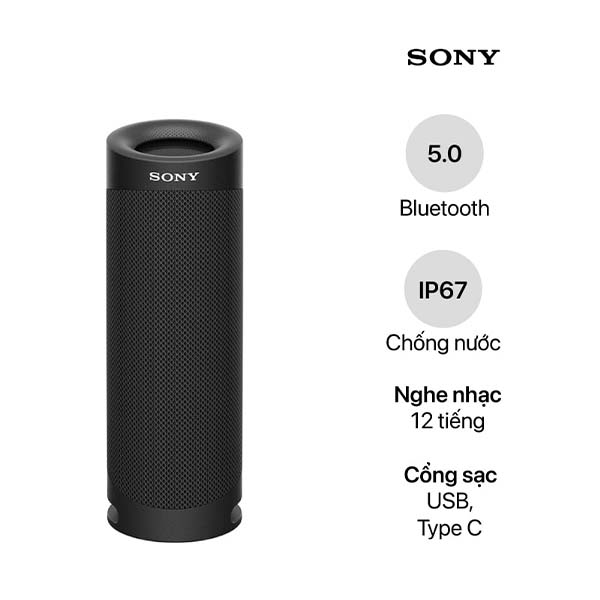 SONY
SONY
5.0
Bluetooth
IP67
Chống nước
Nghe nhạc
12 tiếng
Cổng sạc
USB,
Type C